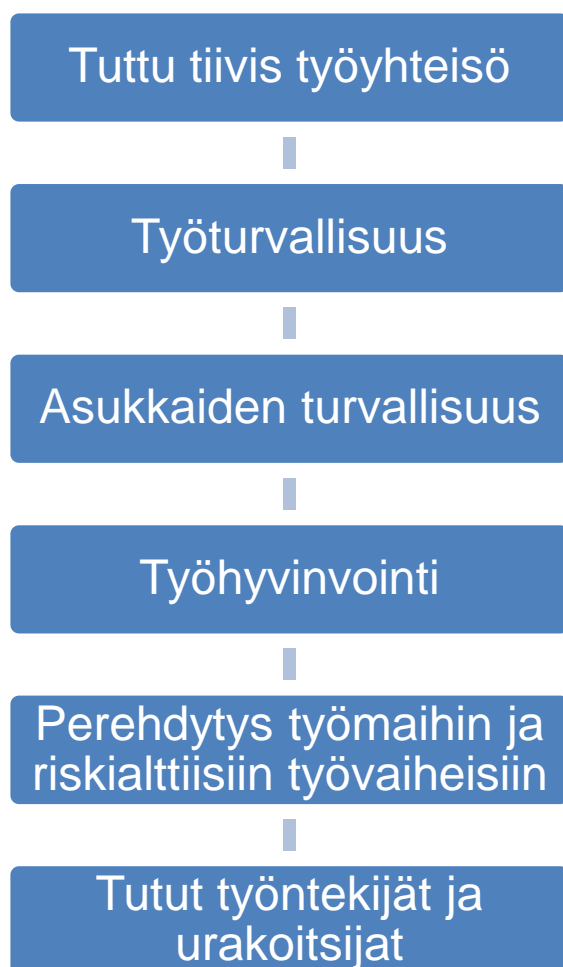 Tuttu tiivis työyhteisö
Työturvallisuus
Asukkaiden turvallisuus
Työhyvinvointi
Perehdytys työmaihin ja
riskialttiisiin työvaiheisiin
Tutut työntekijät ja
urakoitsijat